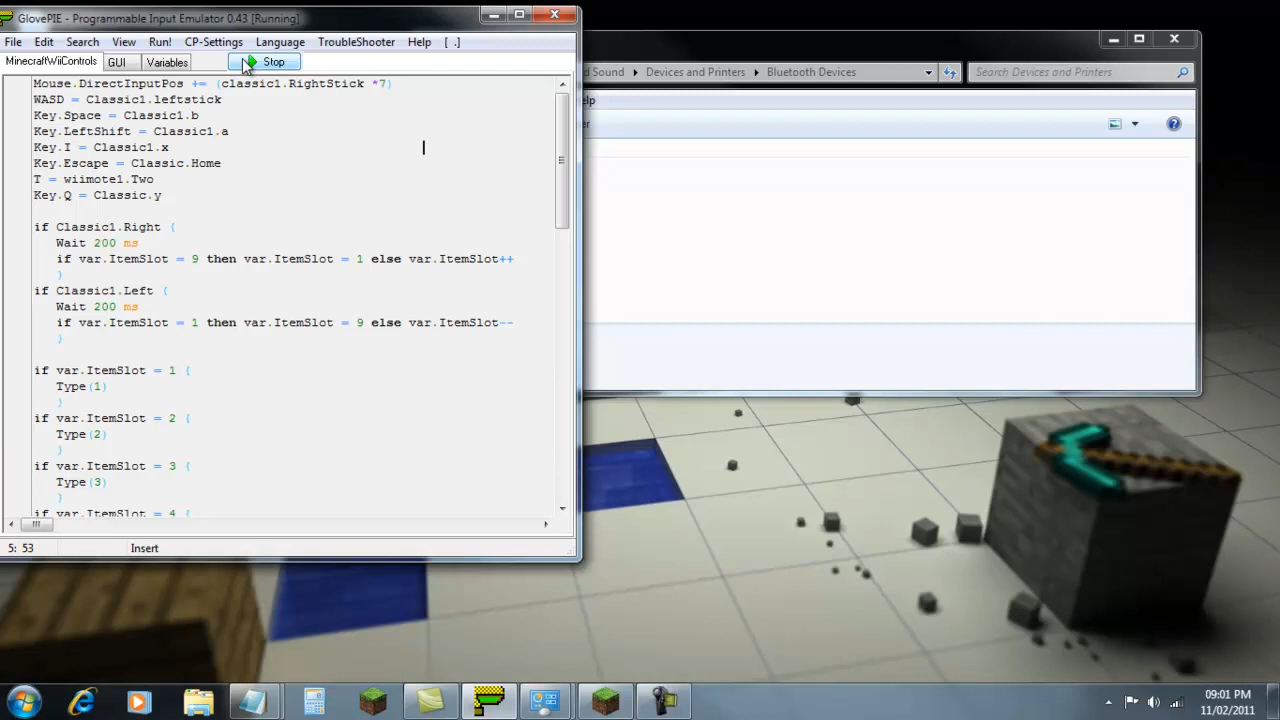 GlovePIE - Programmable Input Emulator 0.43 [Running]
File Edit Search View Run! CP-Settings Language TroubleShooter Help [ .]
MinecraftWiiControls GUI Variables Stop
Mouse.DirectInputPos += (classic1.RightStick *7)
WASD = Classic1.leftstick
Key.Space = Classic1.b
Key.LeftShift = Classic1.a
Key.I = Classic1.x
Key.Escape = Classic.Home
T = wiimote1.Two
Key.Q = Classic.y
if Classic1.Right {
Wait 200 ms
if var.ItemSlot = 9 then var.ItemSlot = 1 else var.ItemSlot++
}
if Classic1.Left {
Wait 200 ms
if var.ItemSlot = 1 then var.ItemSlot = 9 else var.ItemSlot--
}
if var.ItemSlot = 1 {
Type(1)
}
if var.ItemSlot = 2 {
Type(2)
}
if var.ItemSlot = 3 {
Type(3)
}
if var.ItemSlot = 4 {
5: 53 Insert
d Sound Devices and Printers Bluetooth Devices Search Devices and Printers
elp
09:01 PM
11/02/2011